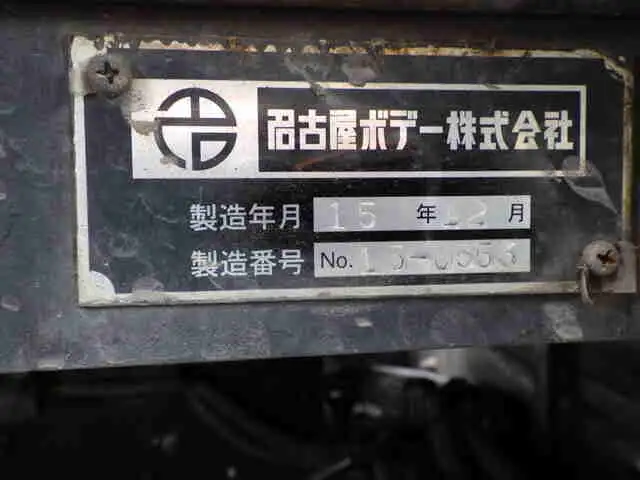 名古屋ボデー株式会社
製造年月 15 年 12 月
製造番号 No.